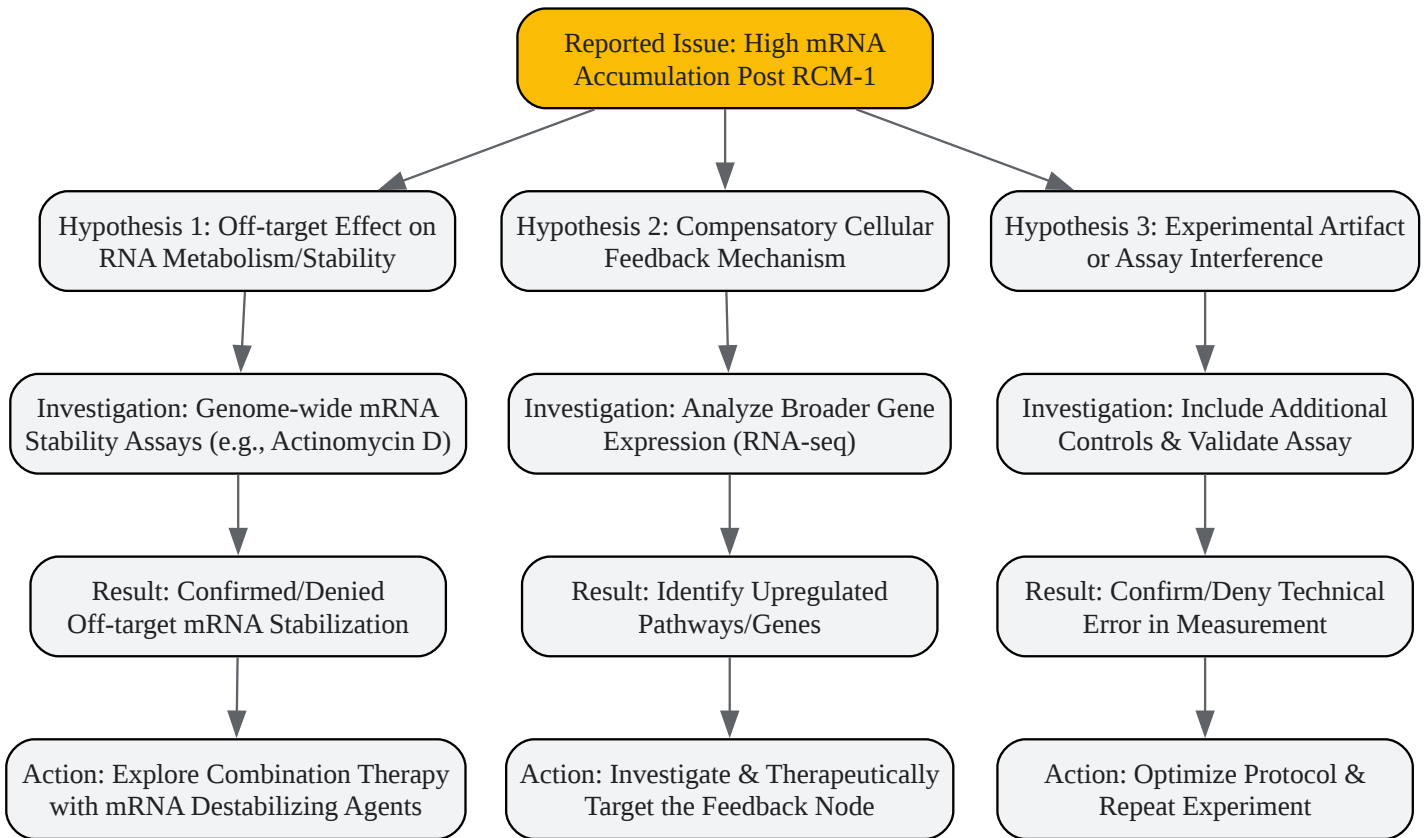 Reported Issue: High mRNA
Accumulation Post RCM-1
Hypothesis 1: Off-target Effect on
RNA Metabolism/Stability
Hypothesis 2: Compensatory Cellular
Feedback Mechanism
Hypothesis 3: Experimental Artifact
or Assay Interference
Investigation: Genome-wide mRNA
Stability Assays (e.g., Actinomycin D)
Investigation: Analyze Broader Gene
Expression (RNA-seq)
Investigation: Include Additional
Controls & Validate Assay
Result: Confirmed/Denied
Off-target mRNA Stabilization
Result: Identify Upregulated
Pathways/Genes
Result: Confirm/Deny Technical
Error in Measurement
Action: Explore Combination Therapy
with mRNA Destabilizing Agents
Action: Investigate & Therapeutically
Target the Feedback Node
Action: Optimize Protocol &
Repeat Experiment